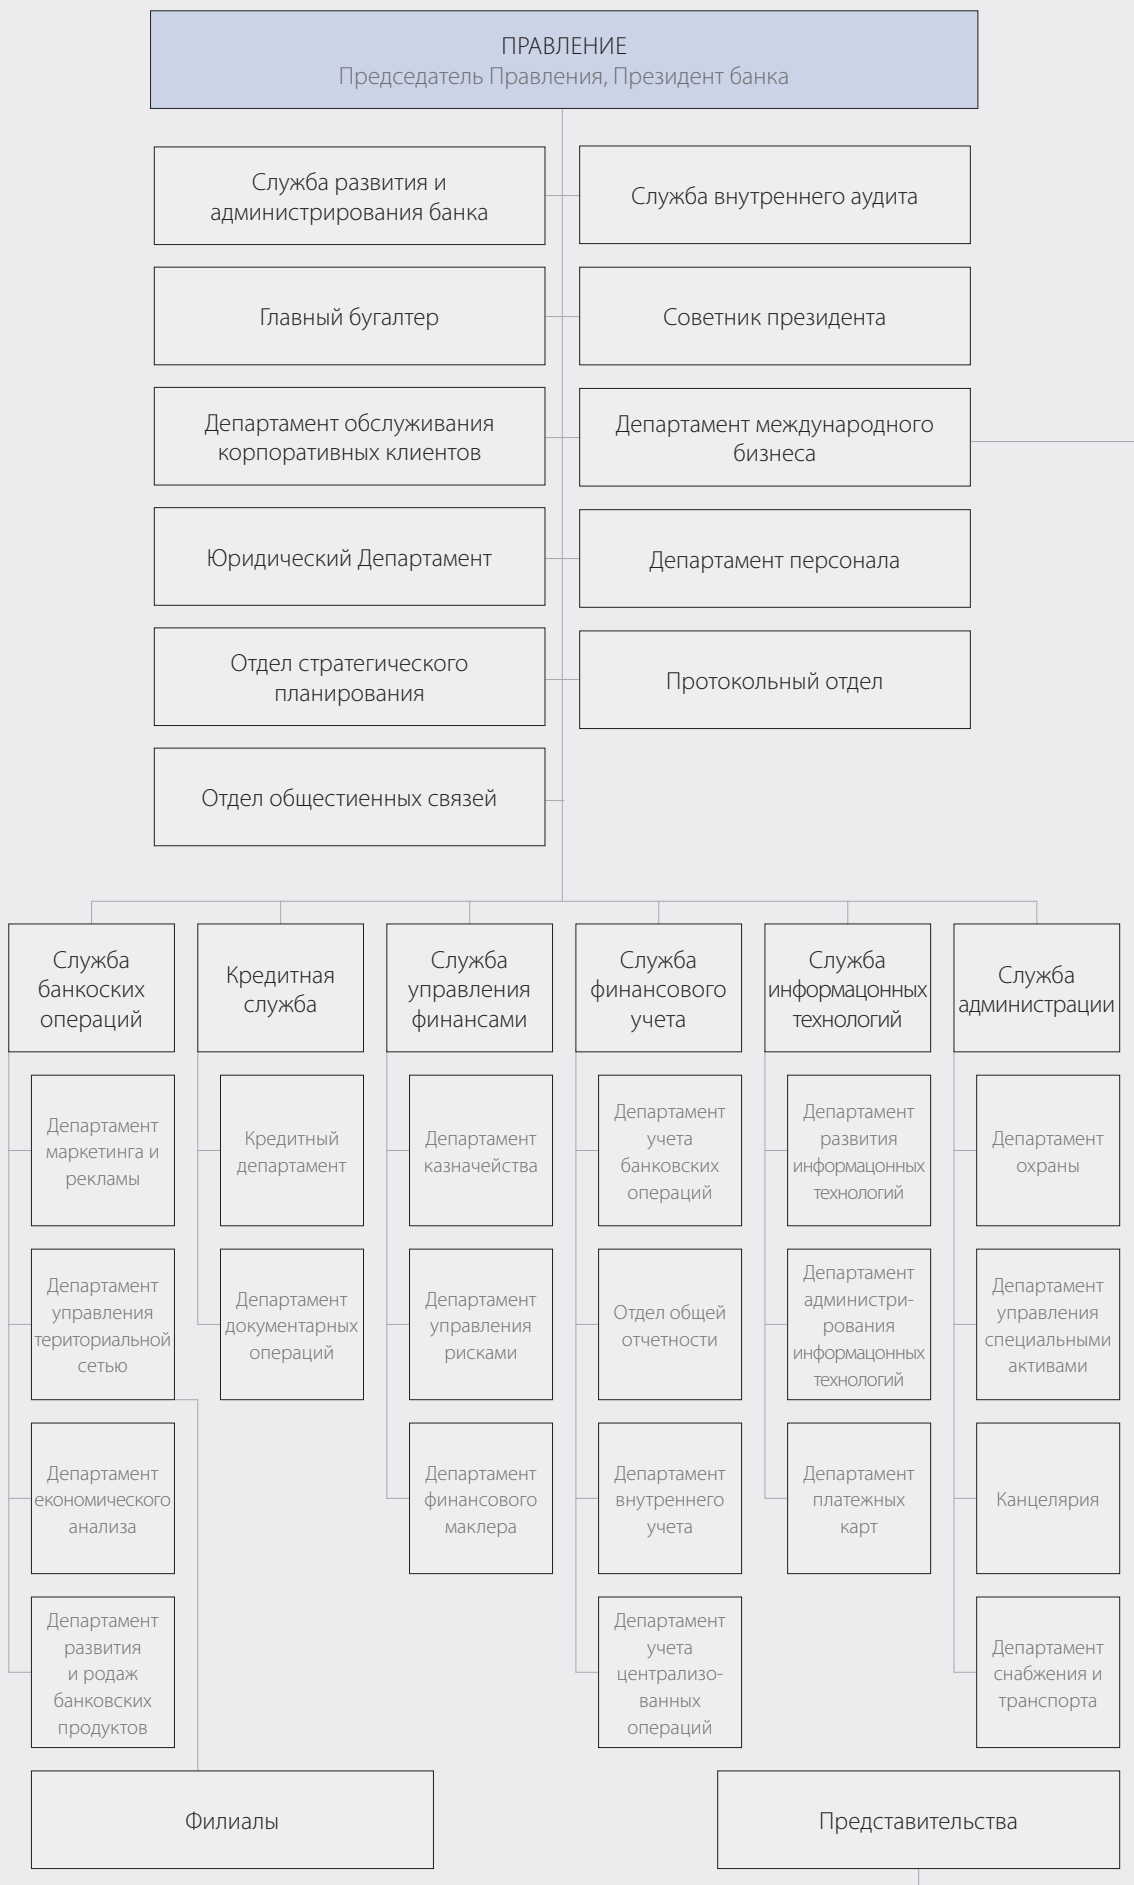 ПРАВЛЕНИЕ
Председатель Правления, Президент банка
Служба развития и
администрирования банка
Служба внутреннего аудита
Главный бугалтер
Советник президента
Департамент обслуживания
корпоративных клиентов
Департамент международного
бизнеса
Юридический Департамент
Департамент персонала
Отдел стратегического
планирования
Протокольный отдел
Отдел общестиенных связей
Служба
банкоских
операций
Кредитная
служба
Служба
управления
финансами
Служба
финансового
учета
Служба
информацонных
технологий
Служба
администрации
Департамент
маркетинга и
рекламы
Кредитный
департамент
Департамент
казначейства
Департамент
учета
банковских
операций
Департамент
развития
информацонных
технологий
Департамент
охраны
Департамент
управления
териториальной
сетью
Департамент
документарных
операций
Департамент
управления
рисками
Отдел общей
отчетности
Департамент
администри-
рования
информацонных
технологий
Департамент
управления
специальными
активами
Департамент
економического
анализа
Департамент
финансового
маклера
Департамент
внутреннего
учета
Департамент
платежных
карт
Канцелярия
Департамент
развития
и родаж
банковских
продуктов
Департамент
учета
централизо-
ванных
операций
Департамент
снабжения и
транспорта
Филиалы
Представительства